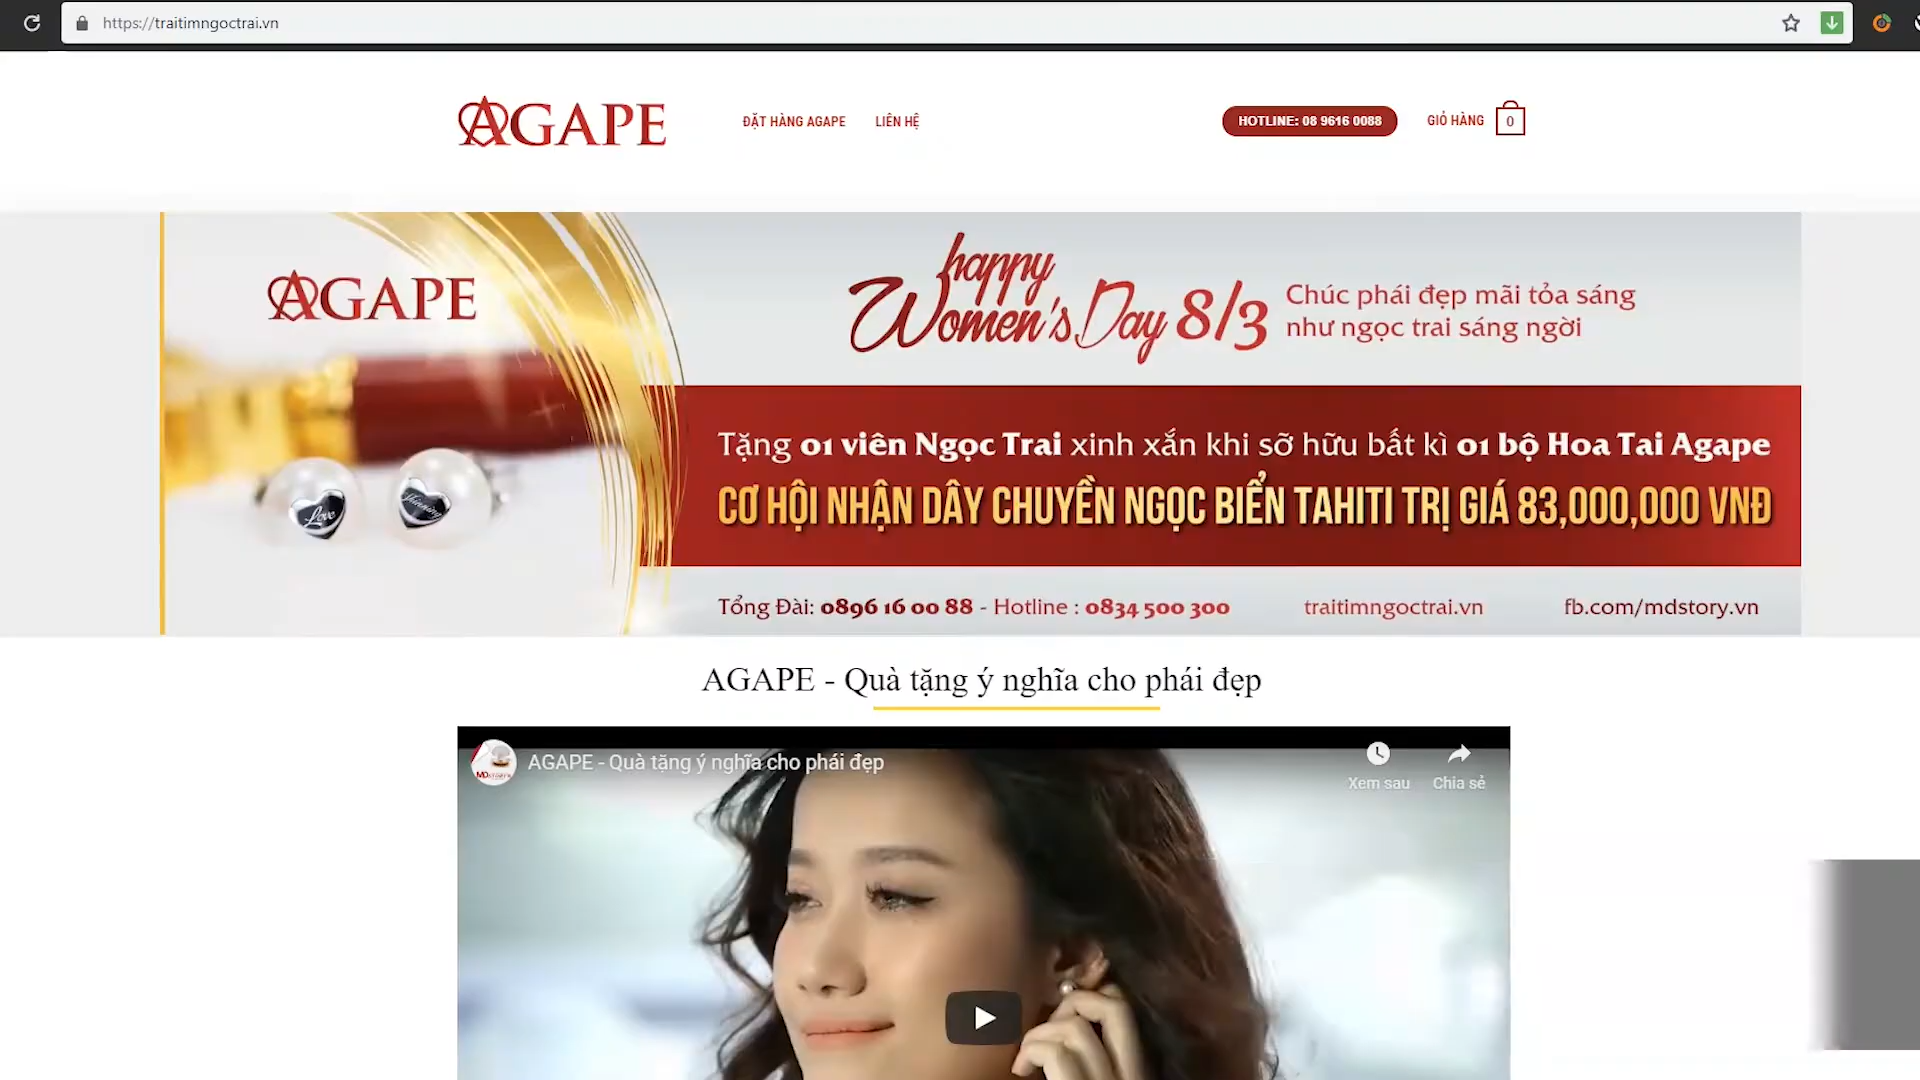 https://traitimngoctrai.vn
AGAPE
ĐẶT HÀNG AGAPE
LIÊN HỆ
HOTLINE: 08 9616 0088
GIỎ HÀNG
0
AGAPE
happy
Women's Day 8/3
Chúc phái đẹp mãi tỏa sáng
như ngọc trai sáng ngời
Love
Shinning
Tặng 01 viên Ngọc Trai xinh xắn khi sỡ hữu bất kì 01 bộ Hoa Tai Agape
CƠ HỘI NHẬN DÂY CHUYỀN NGỌC BIỂN TAHITI TRỊ GIÁ 83,000,000 VNĐ
Tổng Đài: 0896 16 00 88 - Hotline : 0834 500 300
traitimngoctrai.vn
fb.com/mdstory.vn
AGAPE - Quà tặng ý nghĩa cho phái đẹp
AGAPE - Quà tặng ý nghĩa cho phái đẹp
Xem sau
Chia sẻ